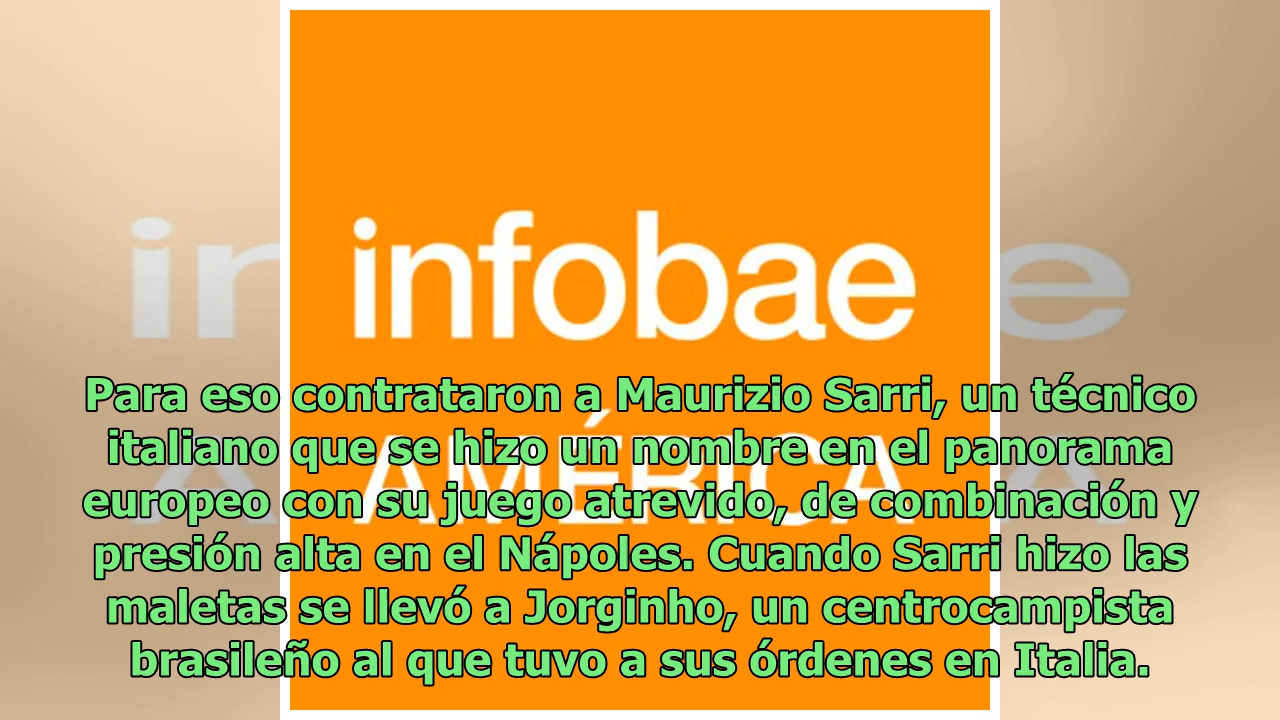 infobae
AMÉRICA
Para eso contrataron a Maurizio Sarri, un técnico
italiano que se hizo un nombre en el panorama
europeo con su juego atrevido, de combinación y
presión alta en el Nápoles. Cuando Sarri hizo las
maletas se llevó a Jorginho, un centrocampista
brasileño al que tuvo a sus órdenes en Italia.